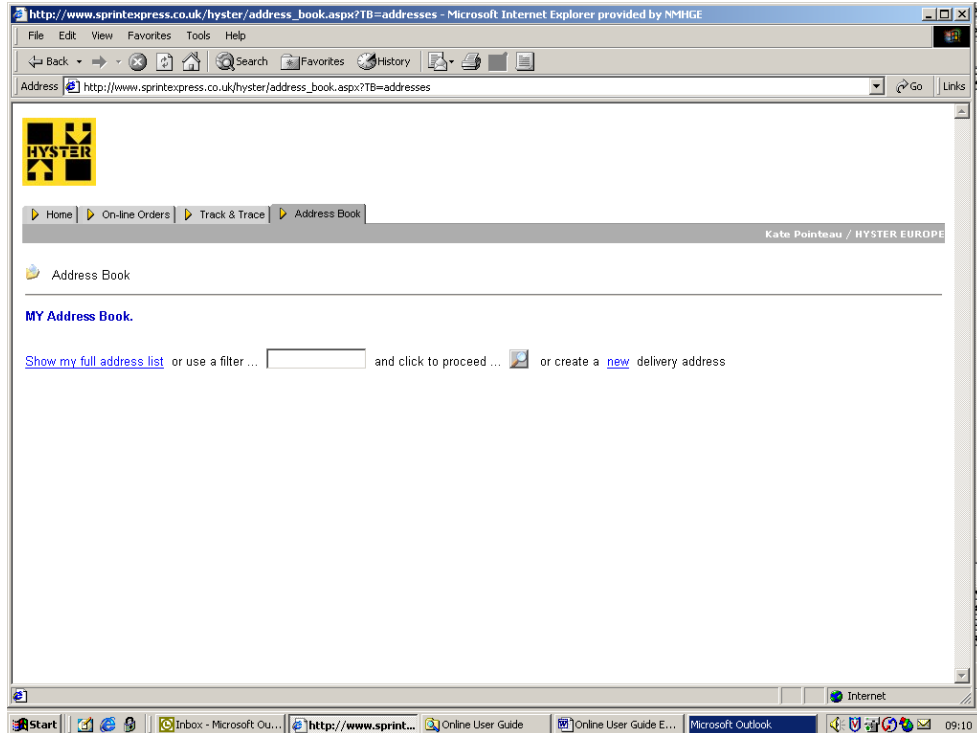 http://www.sprintexpress.co.uk/hyster/address_book.aspx?TB=addresses - Microsoft Internet Explorer provided by NMHGE
File Edit View Favorites Tools Help
Back Search Favorites History
Address http://www.sprintexpress.co.uk/hyster/address_book.aspx?TB=addresses Go Links
HYSTER
Home On-line Orders Track & Trace Address Book
Kate Pointeau / HYSTER EUROPE
Address Book
MY Address Book.
Show my full address list or use a filter ... and click to proceed ... or create a new delivery address
Internet
Start Inbox - Microsoft Ou... http://www.sprint... Online User Guide Online User Guide E... Microsoft Outlook 09:10